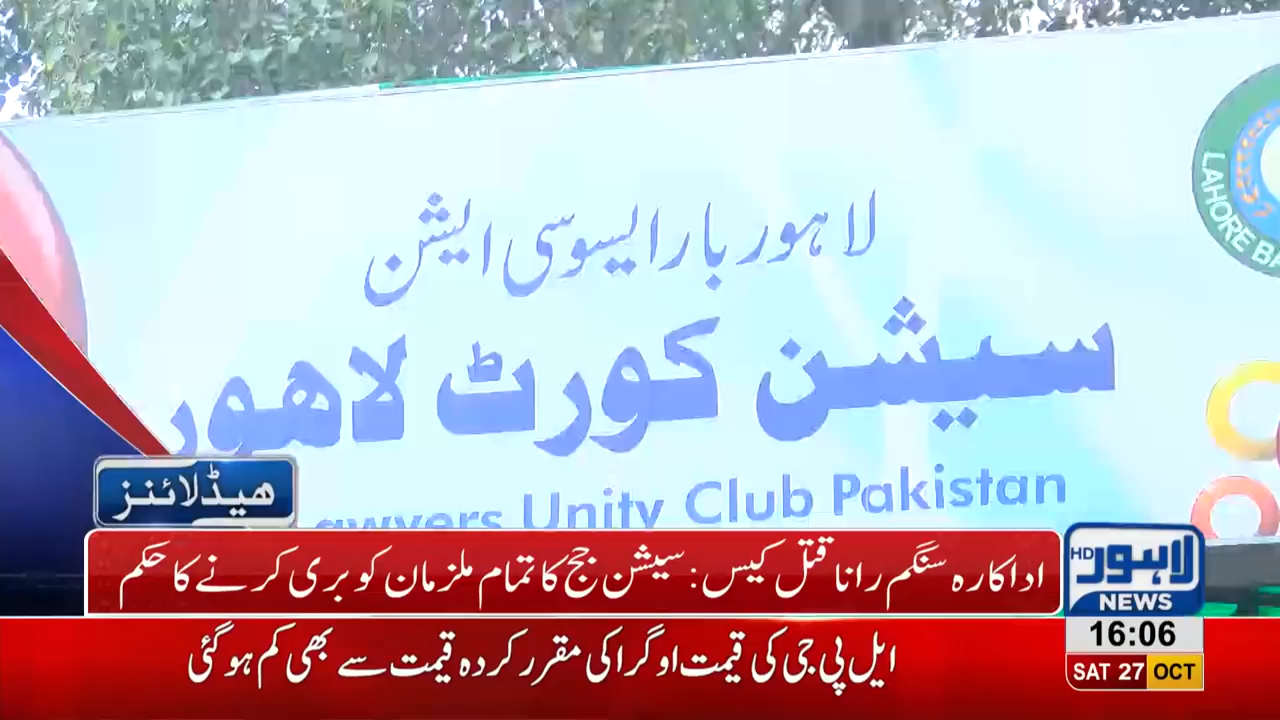 لاہور بار ایسوسی ایشن
سیشن کورٹ لاہور
Lawyers Unity Club Pakistan
LAHORE BA
ہیڈلائنز
اداکارہ سنگم رانا قتل کیس: سیشن جج کا تمام ملزمان کو بری کرنے کا حکم
ایل پی جی کی قیمت اوگرا کی مقرر کردہ قیمت سے بھی کم ہوگئی
لاہور HD
NEWS
16:06
SAT 27 OCT